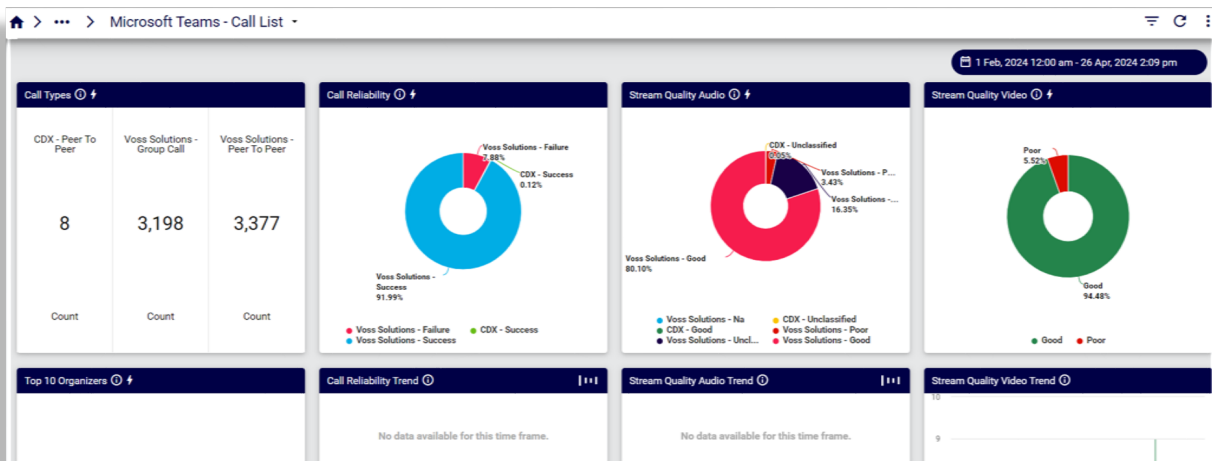 Microsoft Teams - Call List
1 Feb, 2024 12:00 am - 26 Apr, 2024 2:09 pm
Call Types
CDX - Peer To
Peer
8
Count
Voss Solutions -
Group Call
3,198
Count
Voss Solutions -
Peer To Peer
3,377
Count
Call Reliability
Voss Solutions - Failure
7.88%
CDX - Success
0.12%
Voss Solutions -
Success
91.99%
Voss Solutions - Failure
CDX - Success
Voss Solutions - Success
Stream Quality Audio
CDX - Unclassified
0.05%
Voss Solutions - P...
3.43%
Voss Solutions -...
16.35%
Voss Solutions - Good
80.10%
Voss Solutions - Na
CDX - Unclassified
CDX - Good
Voss Solutions - Poor
Voss Solutions - Uncl...
Voss Solutions - Good
Stream Quality Video
Poor
5.52%
Good
94.48%
Good
Poor
Top 10 Organizers
Call Reliability Trend
No data available for this time frame.
Stream Quality Audio Trend
No data available for this time frame.
Stream Quality Video Trend
10
9